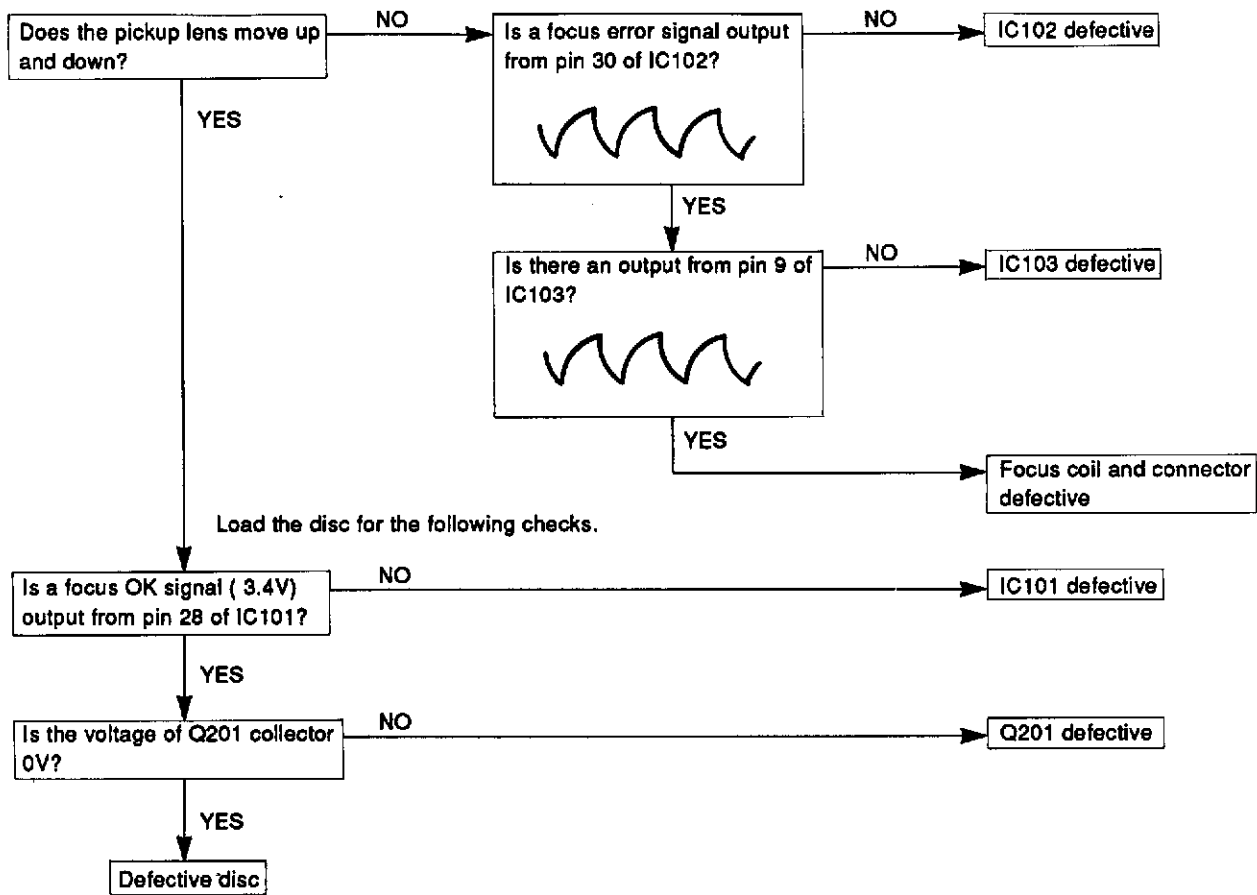 Does the pickup lens move up
and down?
NO
Is a focus error signal output
from pin 30 of IC102?
NO
IC102 defective
YES
YES
Is there an output from pin 9 of
IC103?
NO
IC103 defective
YES
Focus coil and connector
defective
Load the disc for the following checks.
Is a focus OK signal ( 3.4V)
output from pin 28 of IC101?
NO
IC101 defective
YES
Is the voltage of Q201 collector
0V?
NO
Q201 defective
YES
Defective disc